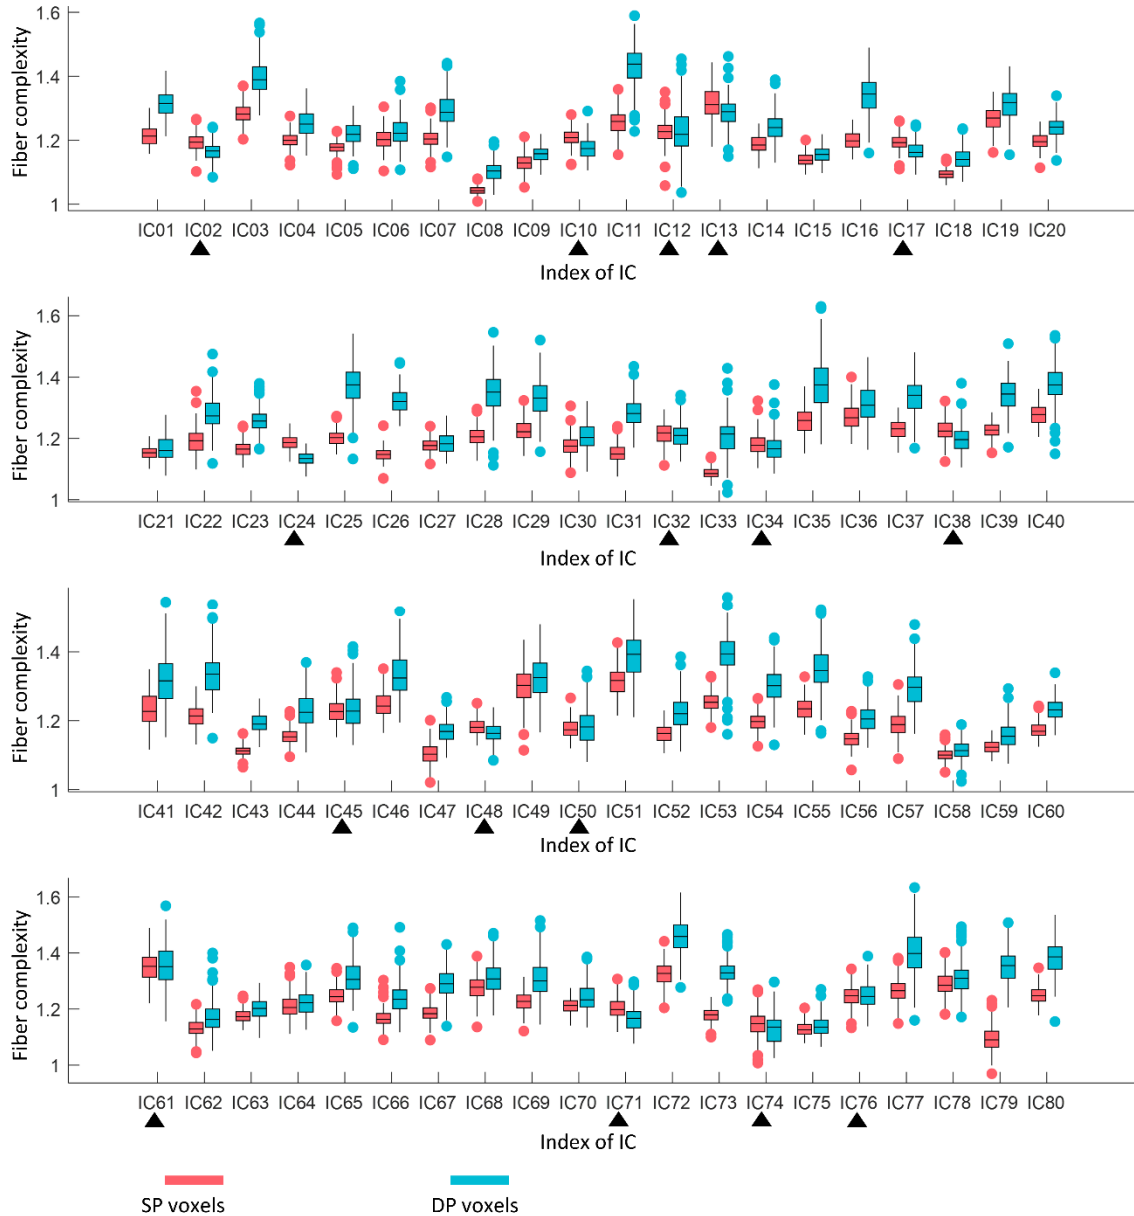 Fiber complexity
1.6
1.4
1.2
1
IC01 IC02 IC03 IC04 IC05 IC06 IC07 IC08 IC09 IC10 IC11 IC12 IC13 IC14 IC15 IC16 IC17 IC18 IC19 IC20
Index of IC
Fiber complexity
1.6
1.4
1.2
1
IC21 IC22 IC23 IC24 IC25 IC26 IC27 IC28 IC29 IC30 IC31 IC32 IC33 IC34 IC35 IC36 IC37 IC38 IC39 IC40
Index of IC
Fiber complexity
1.4
1.2
1
IC41 IC42 IC43 IC44 IC45 IC46 IC47 IC48 IC49 IC50 IC51 IC52 IC53 IC54 IC55 IC56 IC57 IC58 IC59 IC60
Index of IC
Fiber complexity
1.6
1.4
1.2
1
IC61 IC62 IC63 IC64 IC65 IC66 IC67 IC68 IC69 IC70 IC71 IC72 IC73 IC74 IC75 IC76 IC77 IC78 IC79 IC80
Index of IC
SP voxels DP voxels